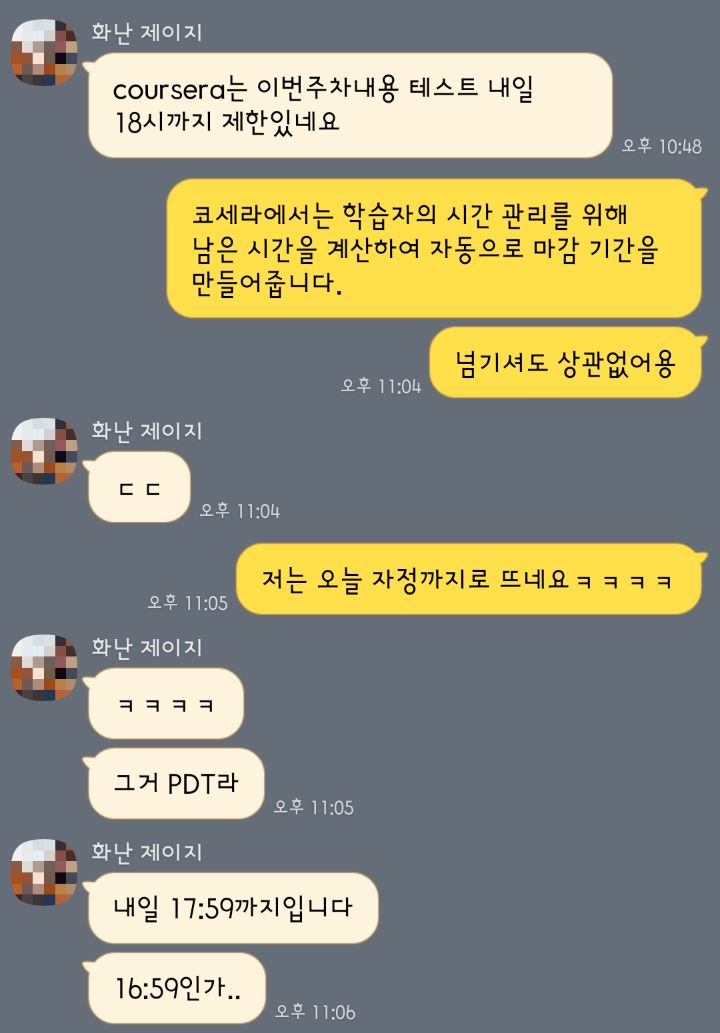 화난 제이지
coursera는 이번주차내용 테스트 내일
18시까지 제한있네요
오후 10:48
코세라에서는 학습자의 시간 관리를 위해
남은 시간을 계산하여 자동으로 마감 기간을
만들어줍니다.
넘기셔도 상관없어용
오후 11:04
화난 제이지
ㄷㄷ
오후 11:04
저는 오늘 자정까지로 뜨네요ㅋㅋㅋㅋ
오후 11:05
화난 제이지
ㅋㅋㅋㅋ
그거 PDT라
오후 11:05
화난 제이지
내일 17:59까지입니다
16:59인가..
오후 11:06